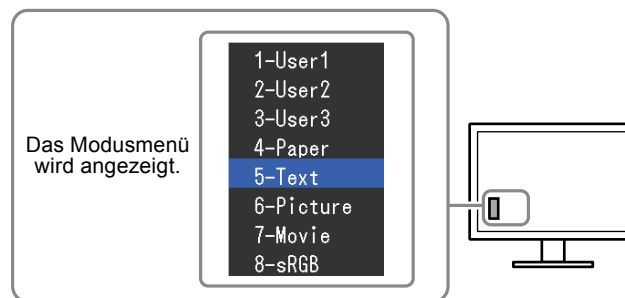 Das Modusmenü
wird angezeigt.
1-User1
2-User2
3-User3
4-Paper
5-Text
6-Picture
7-Movie
8-sRGB